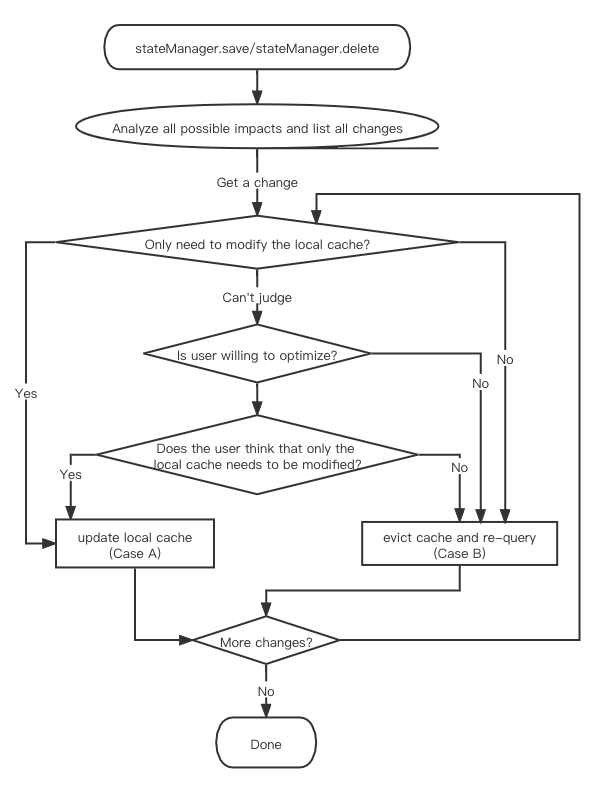 stateManager.save/stateManager.delete
Analyze all possible impacts and list all changes
Get a change
Only need to modify the local cache?
Can't judge
Is user willing to optimize?
No
No
Yes
Does the user think that only the
local cache needs to be modified?
Yes
No
update local cache
(Case A)
evict cache and re-query
(Case B)
More changes?
No
Done